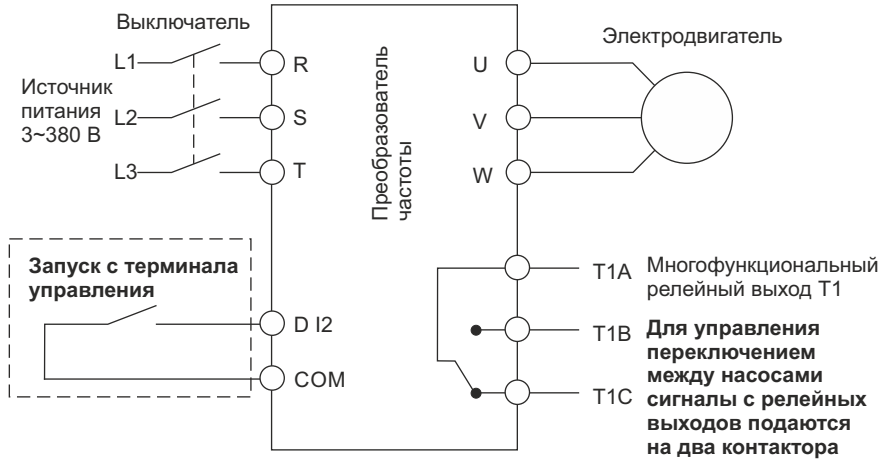 Выключатель
L1
L2
L3
Источник
питания
3~380 В
R
S
T
Преобразователь
частоты
U
V
W
Электродвигатель
Запуск с терминала
управления
D I2
COM
T1A
T1B
T1C
Многофункциональный
релейный выход T1
Для управления
переключением
между насосами
сигналы с релейных
выходов подаются
на два контактора